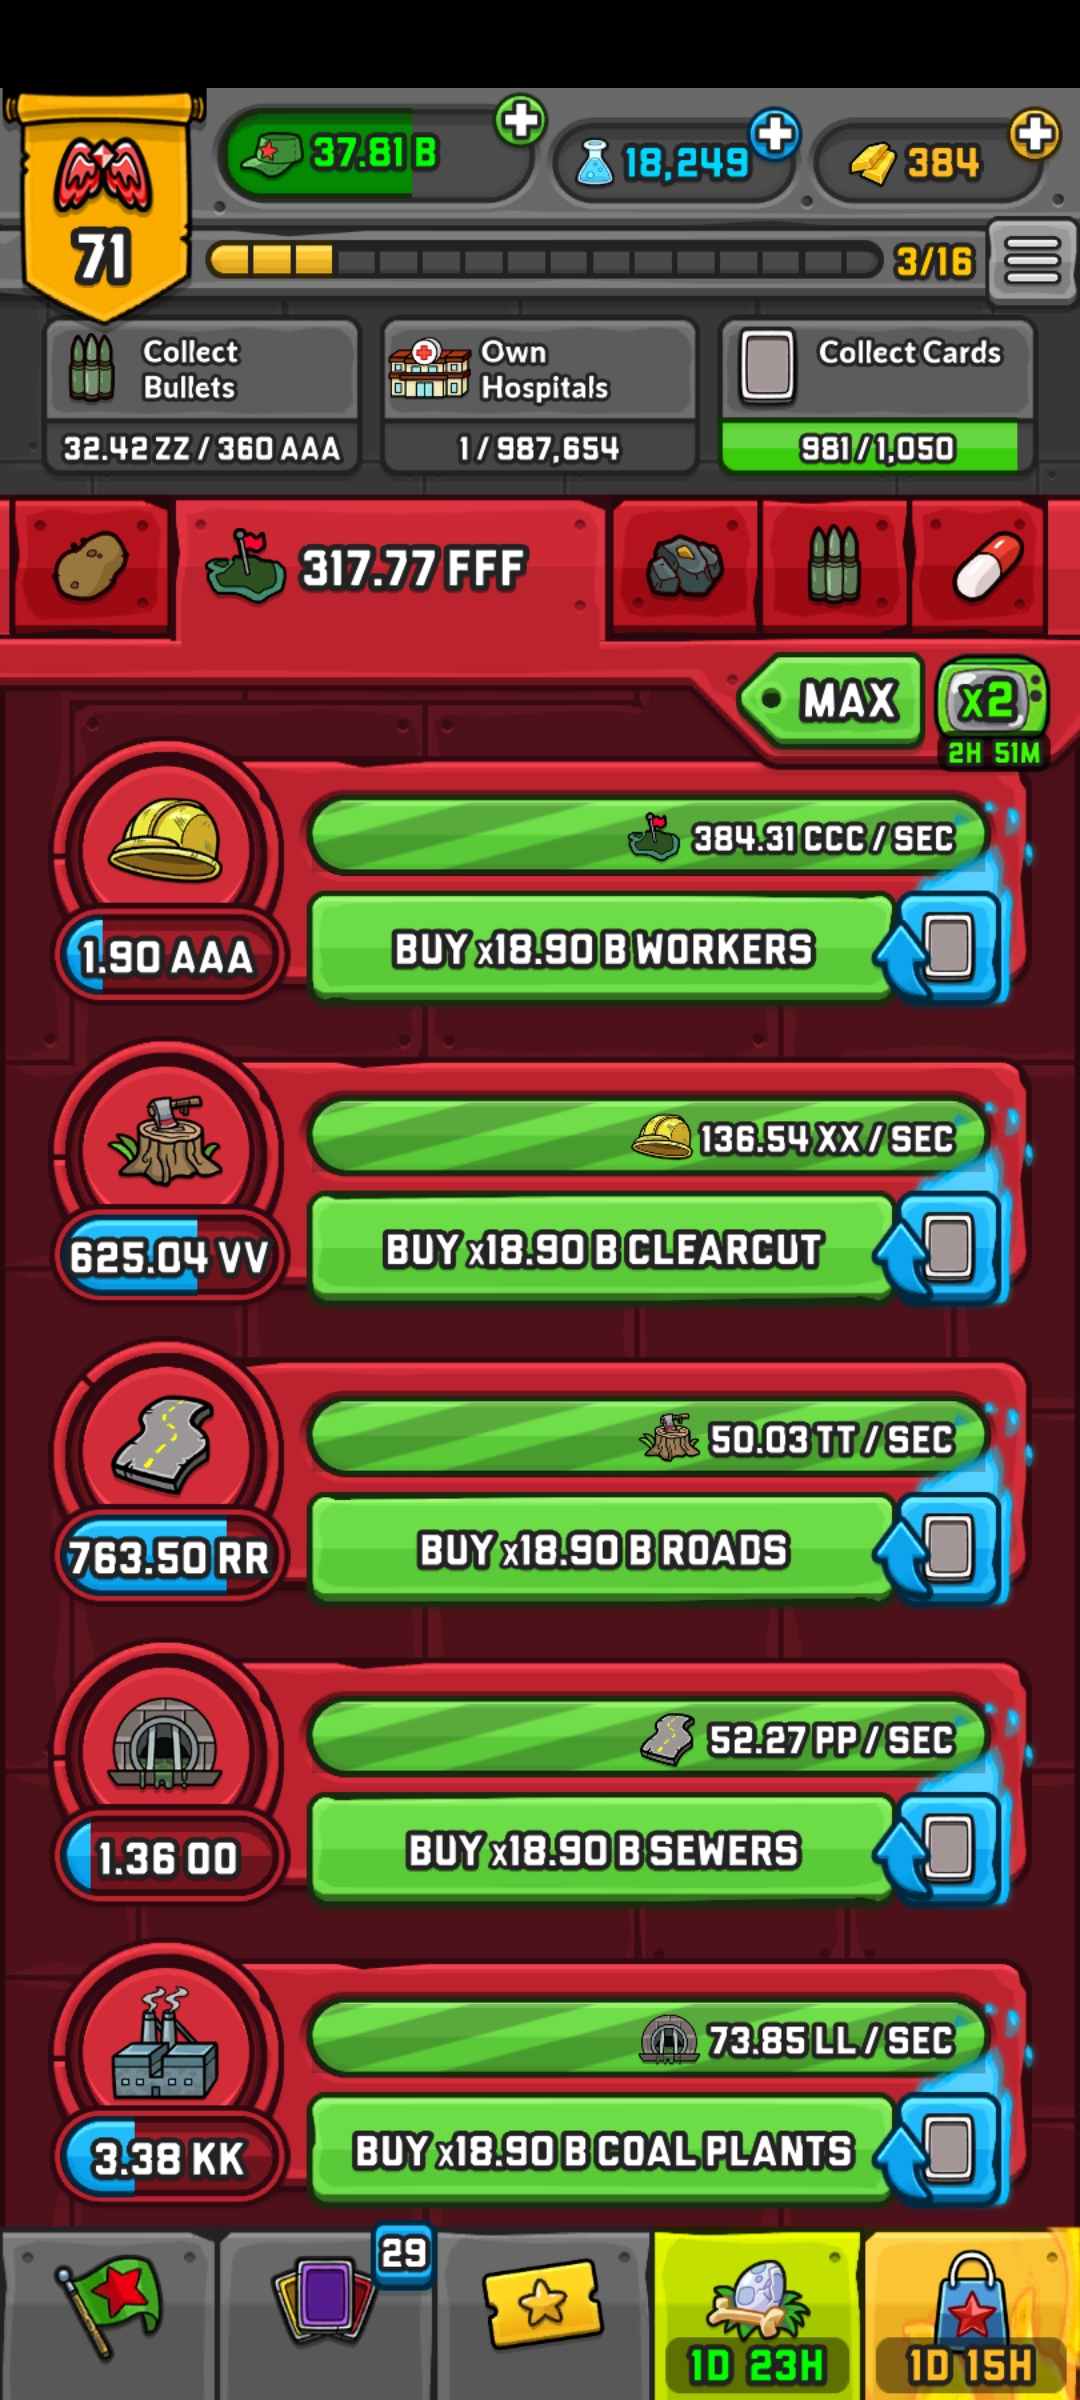 37.81 B
18,249
384
71
3/16
Collect
Bullets
32.42 ZZ / 360 AAA
Own
Hospitals
1 / 987,654
Collect Cards
981 / 1,050
317.77 FFF
MAX
x2
2H 51M
384.31 CCC / SEC
BUY x18.90 B WORKERS
1.90 AAA
136.54 XX / SEC
BUY x18.90 B CLEARCUT
625.04 VV
50.03 TT / SEC
BUY x18.90 B ROADS
763.50 RR
52.27 PP / SEC
BUY x18.90 B SEWERS
1.36 OO
73.85 LL / SEC
BUY x18.90 B COAL PLANTS
3.38 KK
29
1D 23H
1D 15H